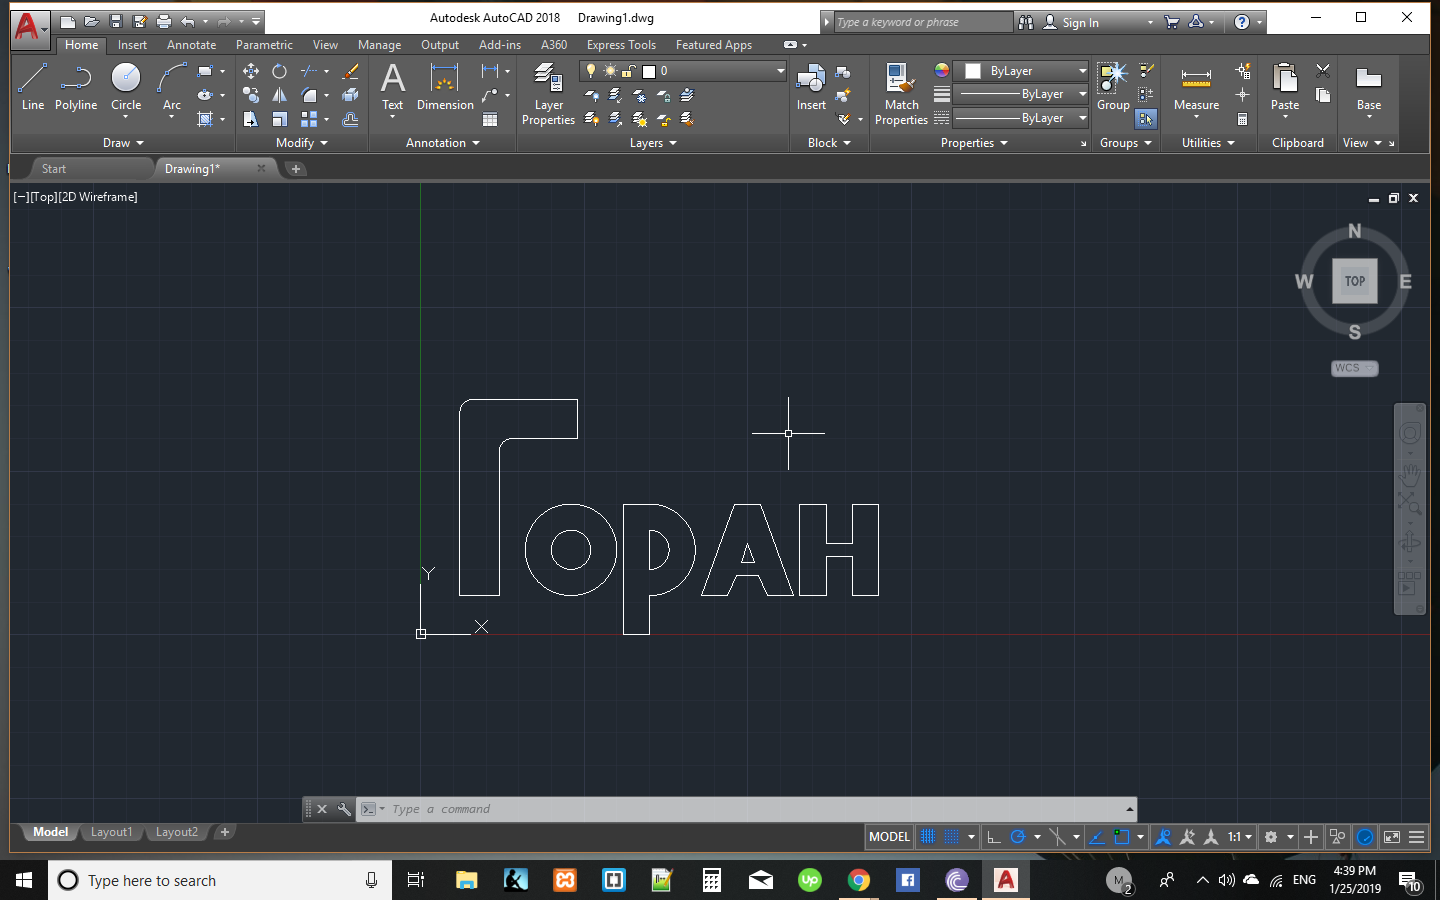 Autodesk AutoCAD 2018 Drawing1.dwg
Type a keyword or phrase
Sign In
Home Insert Annotate Parametric View Manage Output Add-ins A360 Express Tools Featured Apps
Line Polyline Circle Arc
Text Dimension
Layer Properties
0
Insert
Match Properties
ByLayer
ByLayer
ByLayer
Group
Measure
Paste
Base
Draw Modify Annotation Layers Block Properties Groups Utilities Clipboard View
Start Drawing1*
[−][Top][2D Wireframe]
N
W TOP E
S
WCS
ГорАН
Y
X
Type a command
Model Layout1 Layout2
MODEL 1:1
Type here to search
up
M 2
ENG
4:39 PM
1/25/2019
10